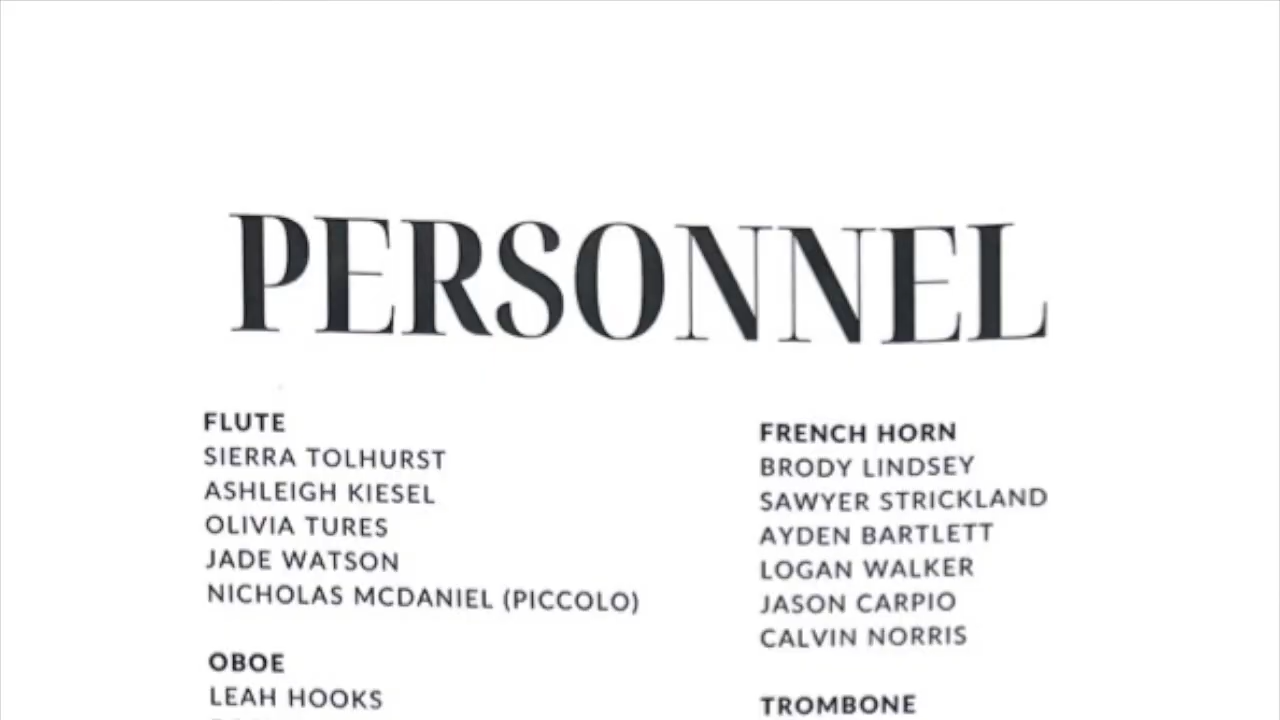 PERSONNEL
FLUTE
SIERRA TOLHURST
ASHLEIGH KIESEL
OLIVIA TURES
JADE WATSON
NICHOLAS MCDANIEL (PICCOLO)
OBOE
LEAH HOOKS
FRENCH HORN
BRODY LINDSEY
SAWYER STRICKLAND
AYDEN BARTLETT
LOGAN WALKER
JASON CARPIO
CALVIN NORRIS
TROMBONE